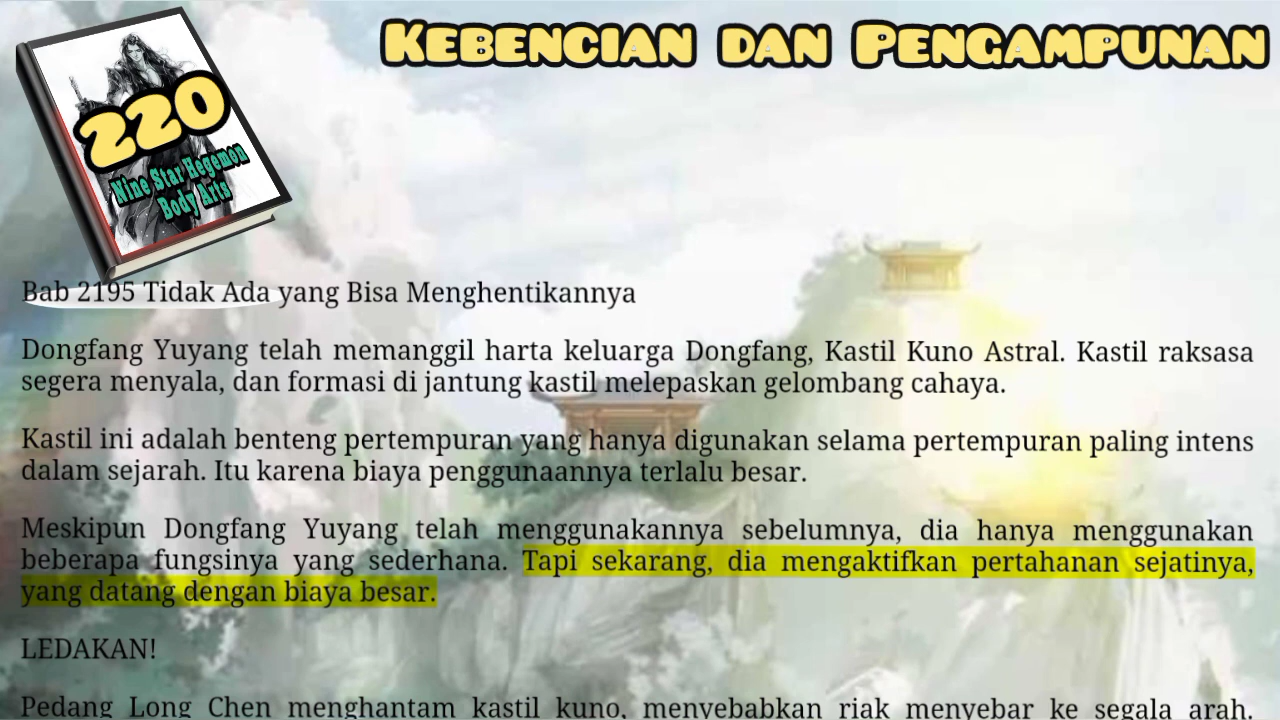 KEBENCIAN DAN PENGAMPUNAN
220
Nine Star Hegemon
Body Arts
Bab 2195 Tidak Ada yang Bisa Menghentikannya
Dongfang Yuyang telah memanggil harta keluarga Dongfang, Kastil Kuno Astral. Kastil raksasa
segera menyala, dan formasi di jantung kastil melepaskan gelombang cahaya.
Kastil ini adalah benteng pertempuran yang hanya digunakan selama pertempuran paling intens
dalam sejarah. Itu karena biaya penggunaannya terlalu besar.
Meskipun Dongfang Yuyang telah menggunakannya sebelumnya, dia hanya menggunakan
beberapa fungsinya yang sederhana. Tapi sekarang, dia mengaktifkan pertahanan sejatinya,
yang datang dengan biaya besar.
LEDAKAN!
Pedang Long Chen menghantam kastil kuno, menyebabkan riak menyebar ke segala arah.